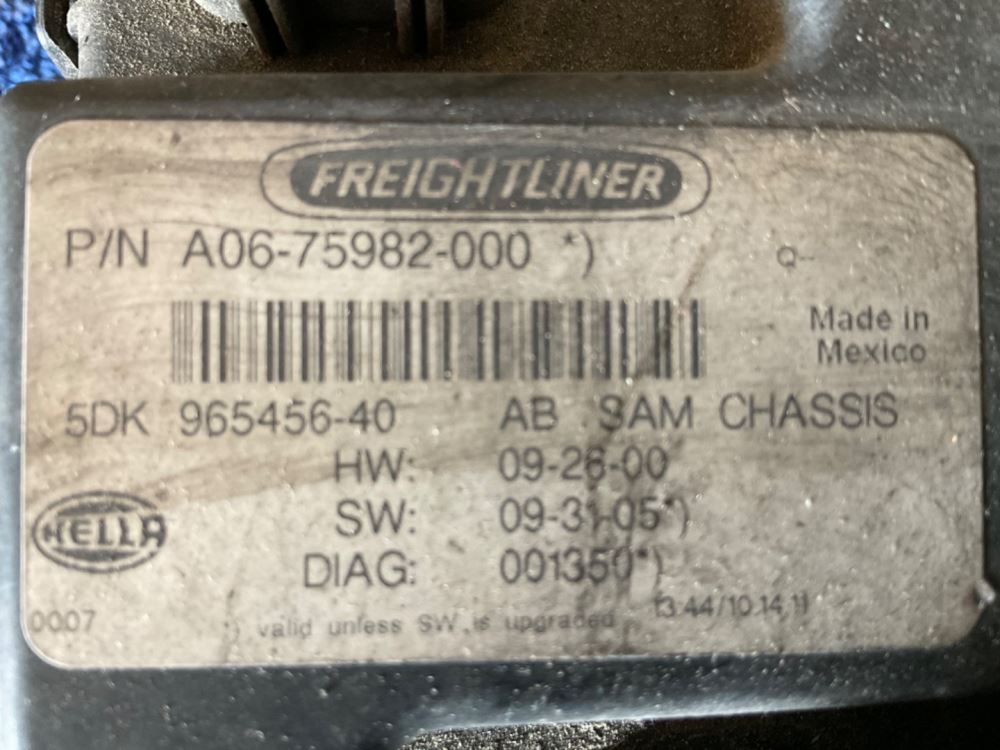 FREIGHTLINER
P/N A06-75982-000 *)
Q--
Made in
Mexico
5DK 965456-40 AB SAM CHASSIS
HW: 09-26-00
SW: 09-31-05*)
DIAG: 001350*)
HELLA
13:44/10.14.11
0007
*) valid unless SW is upgraded